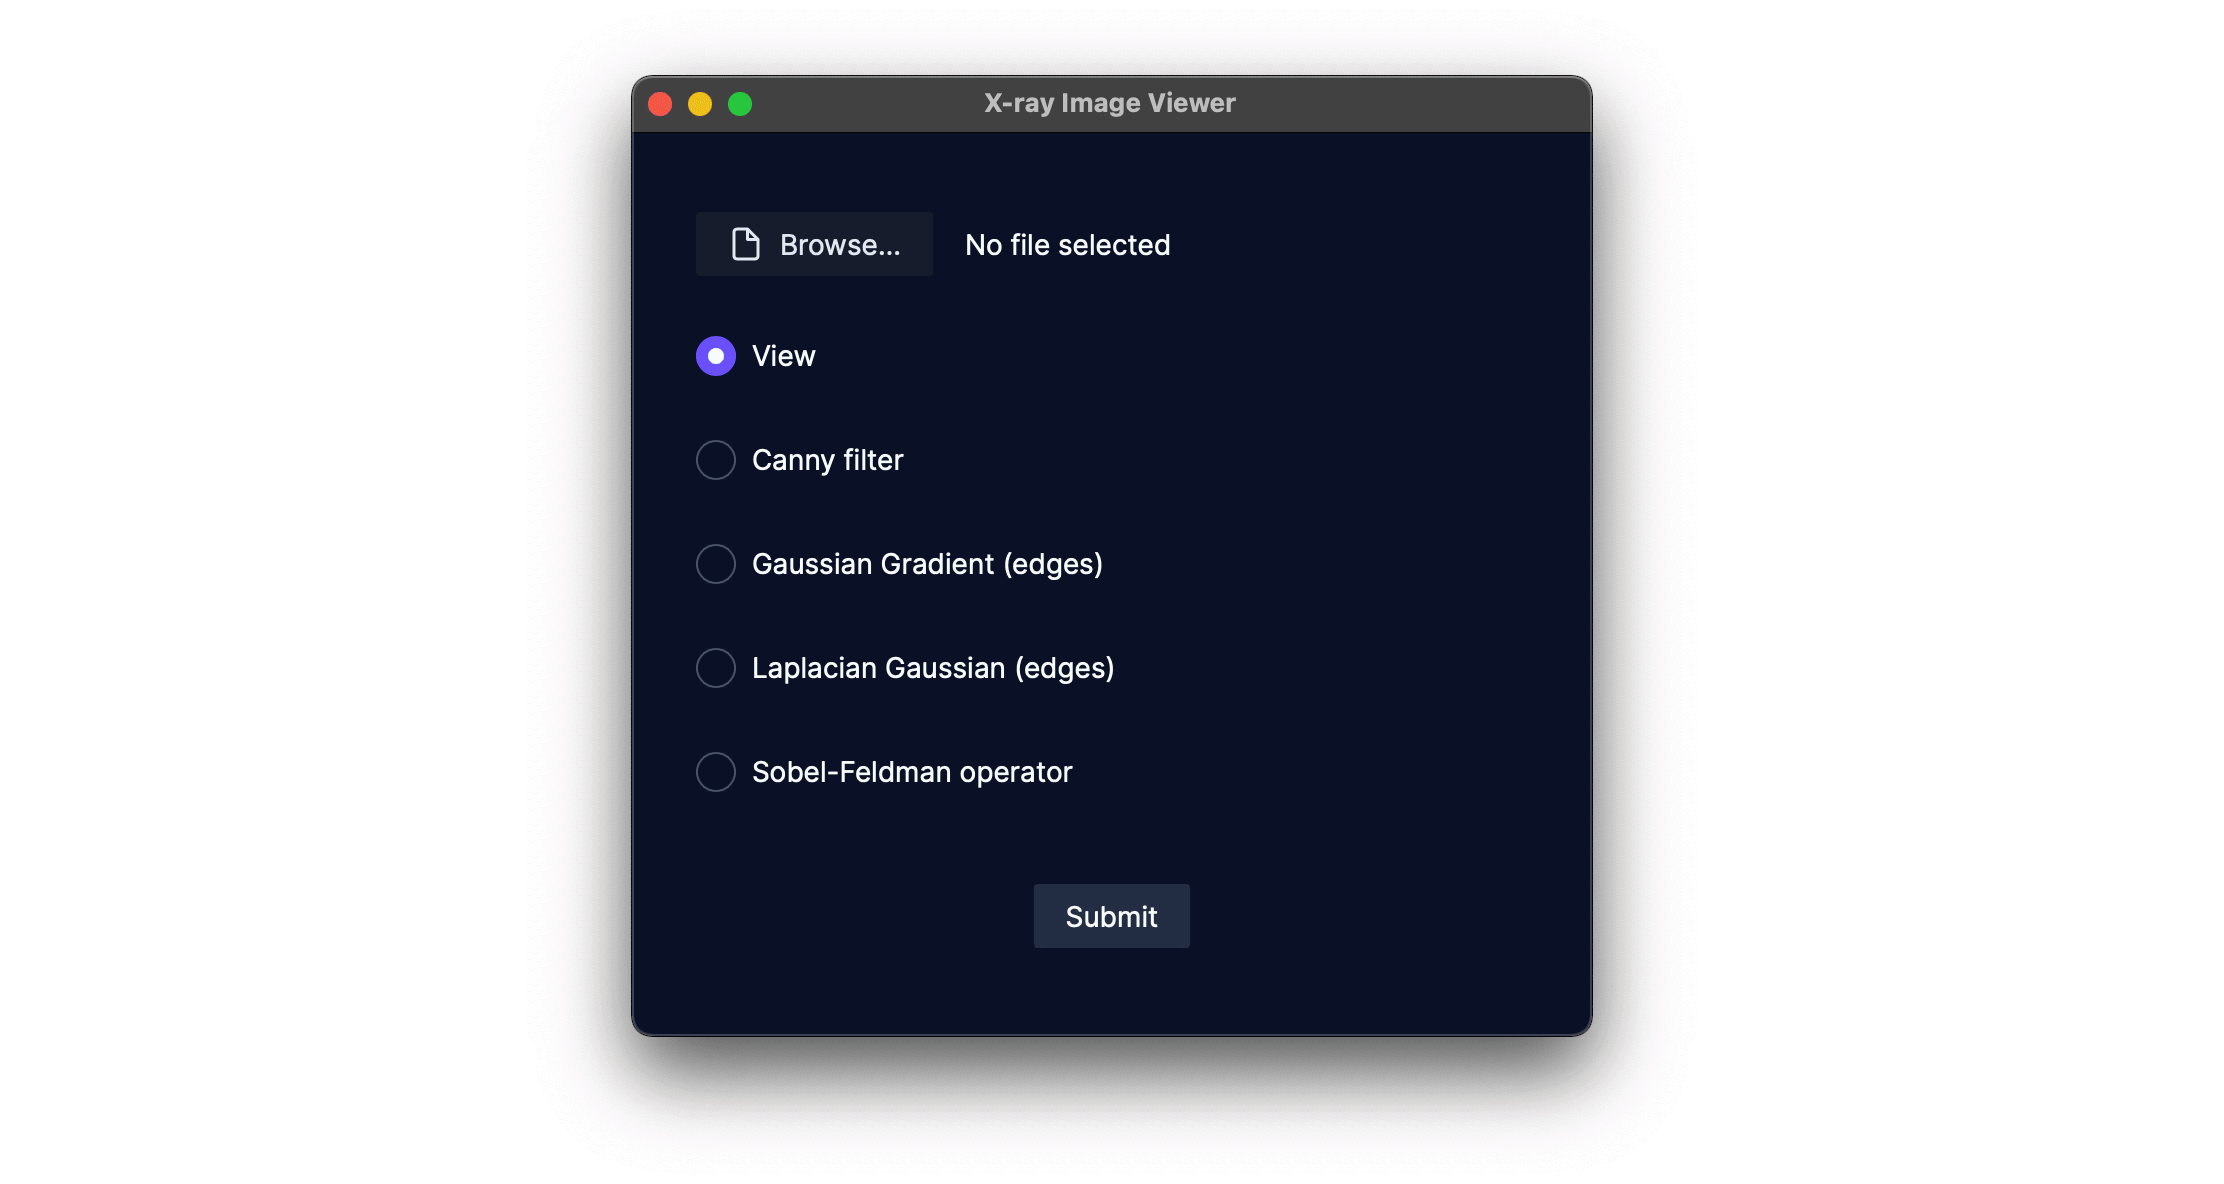 X-ray Image Viewer
Browse... No file selected
View
Canny filter
Gaussian Gradient (edges)
Laplacian Gaussian (edges)
Sobel-Feldman operator
Submit